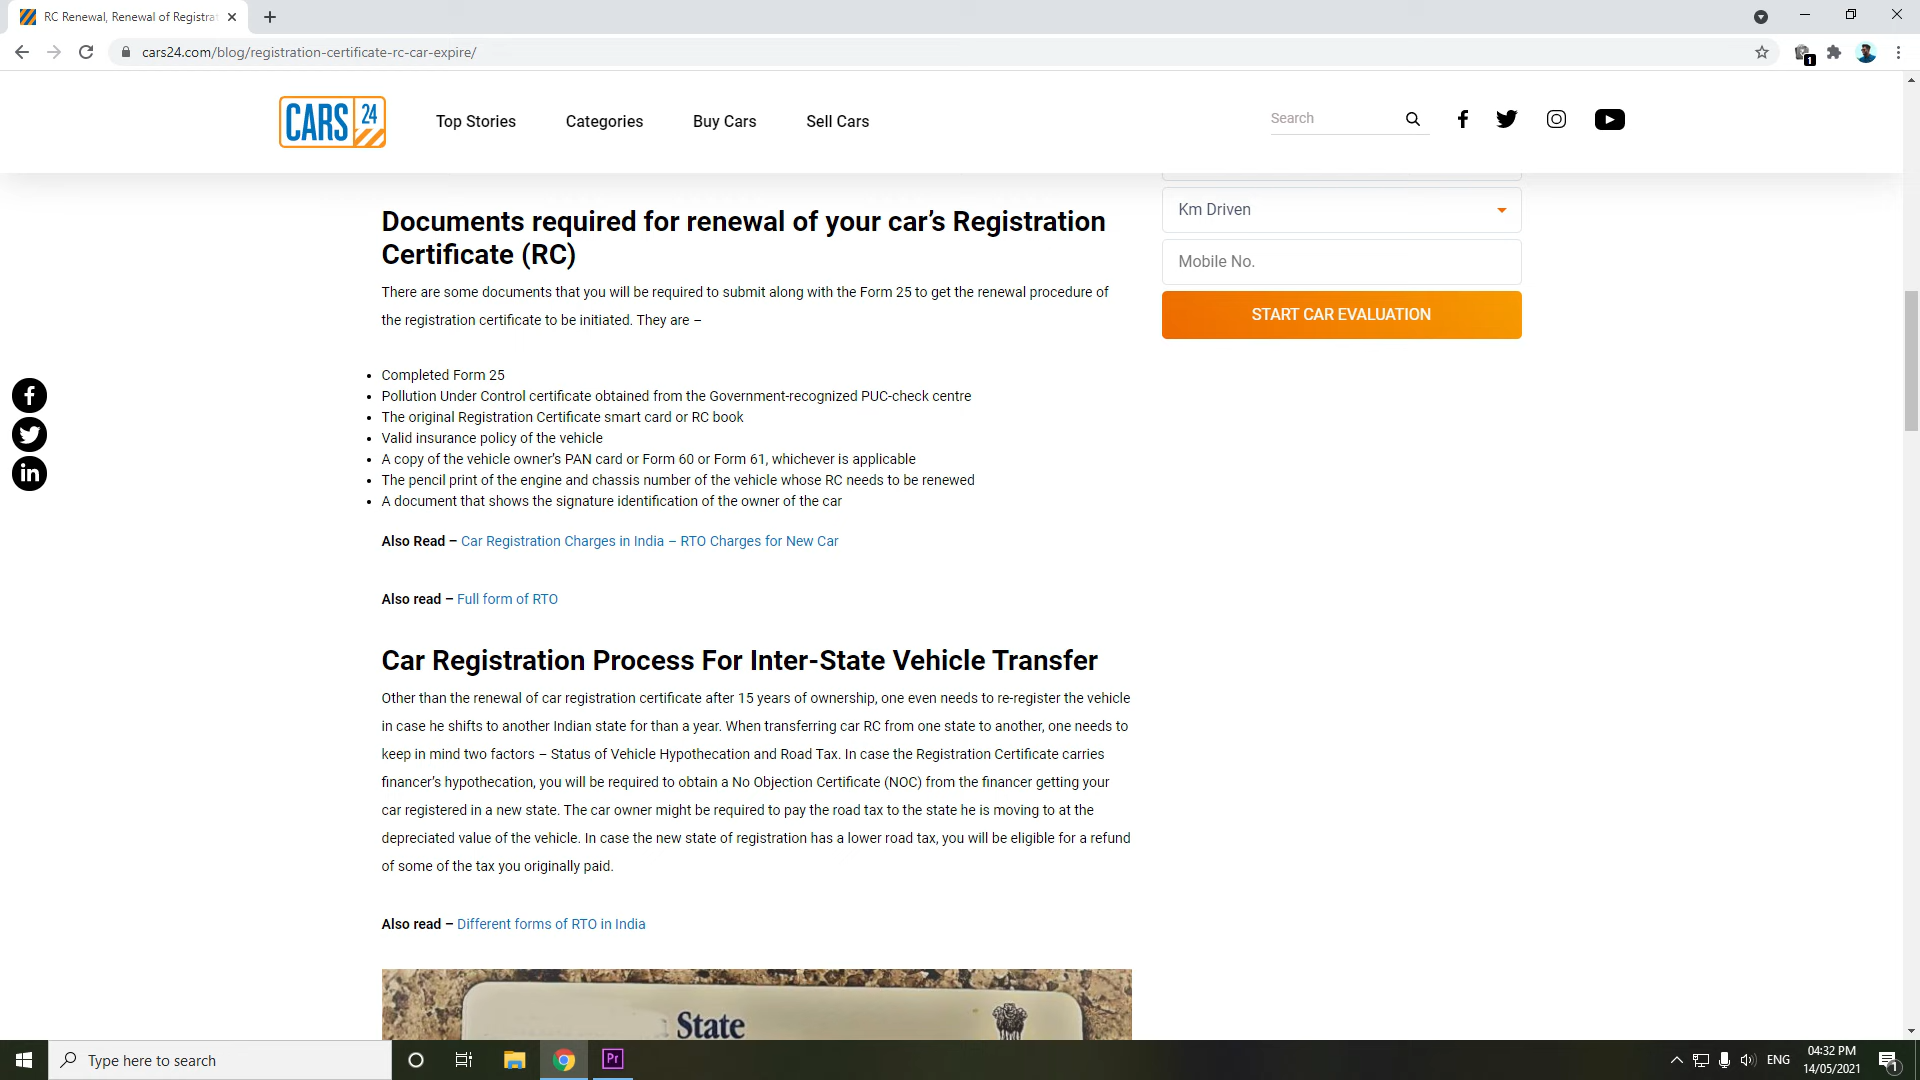 RC Renewal, Renewal of Registra
cars24.com/blog/registration-certificate-rc-car-expire/
1
CARS 24
Top Stories
Categories
Buy Cars
Sell Cars
Search
Km Driven
Mobile No.
START CAR EVALUATION
Documents required for renewal of your car’s Registration
Certificate (RC)
There are some documents that you will be required to submit along with the Form 25 to get the renewal procedure of
the registration certificate to be initiated. They are –
• Completed Form 25
• Pollution Under Control certificate obtained from the Government-recognized PUC-check centre
• The original Registration Certificate smart card or RC book
• Valid insurance policy of the vehicle
• A copy of the vehicle owner’s PAN card or Form 60 or Form 61, whichever is applicable
• The pencil print of the engine and chassis number of the vehicle whose RC needs to be renewed
• A document that shows the signature identification of the owner of the car
Also Read – Car Registration Charges in India – RTO Charges for New Car
Also read – Full form of RTO
Car Registration Process For Inter-State Vehicle Transfer
Other than the renewal of car registration certificate after 15 years of ownership, one even needs to re-register the vehicle
in case he shifts to another Indian state for than a year. When transferring car RC from one state to another, one needs to
keep in mind two factors – Status of Vehicle Hypothecation and Road Tax. In case the Registration Certificate carries
financer’s hypothecation, you will be required to obtain a No Objection Certificate (NOC) from the financer getting your
car registered in a new state. The car owner might be required to pay the road tax to the state he is moving to at the
depreciated value of the vehicle. In case the new state of registration has a lower road tax, you will be eligible for a refund
of some of the tax you originally paid.
Also read – Different forms of RTO in India
State
Type here to search
Pr
ENG
04:32 PM
14/05/2021
1